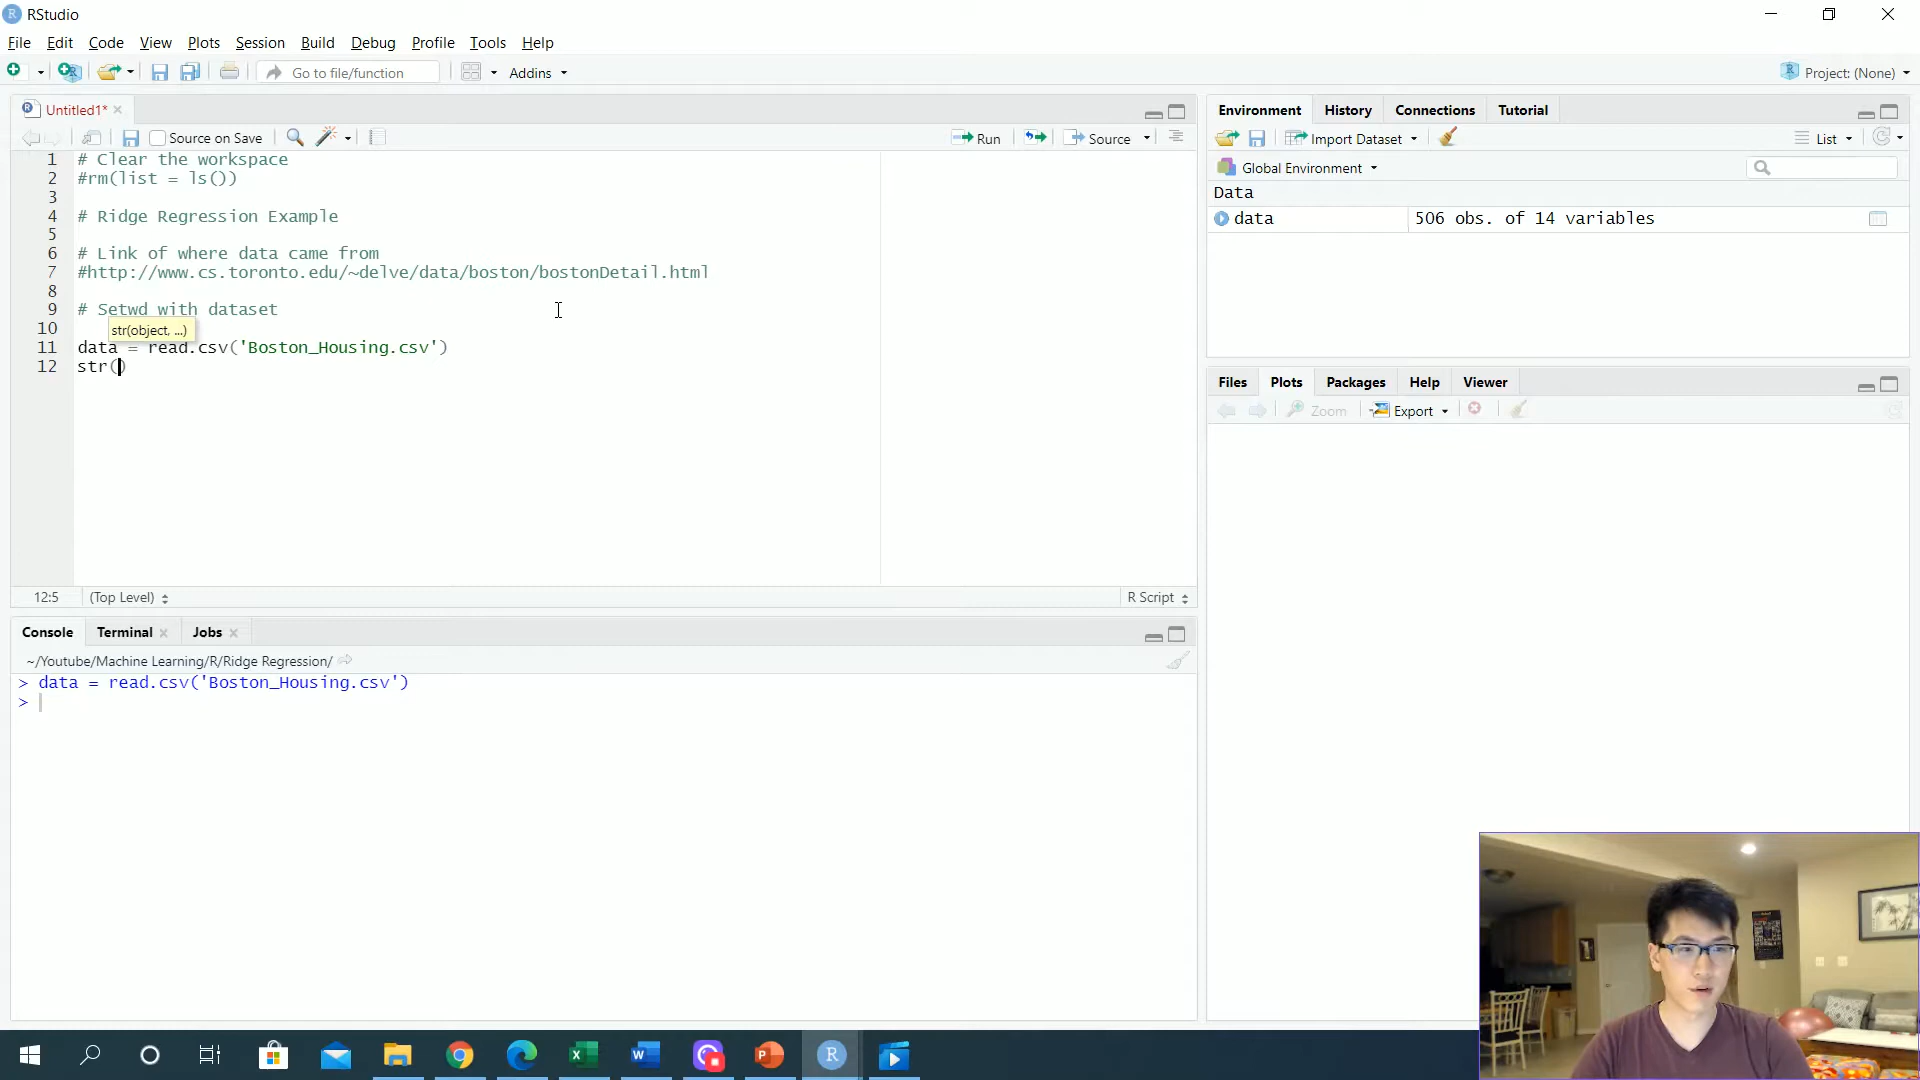 RStudio
File Edit Code View Plots Session Build Debug Profile Tools Help
Go to file/function Addins Project: (None)
Untitled1*
Source on Save Run Source
1 # Clear the workspace
2 #rm(list = ls())
3
4 # Ridge Regression Example
5
6 # Link of where data came from
7 #http://www.cs.toronto.edu/~delve/data/boston/bostonDetail.html
8
9 # Setwd with dataset
10
str(object, ...)
11 data = read.csv('Boston_Housing.csv')
12 str()
12:5 (Top Level) R Script
Console Terminal Jobs
~/Youtube/Machine Learning/R/Ridge Regression/
> data = read.csv('Boston_Housing.csv')
>
Environment History Connections Tutorial
Import Dataset List
Global Environment
Data
data 506 obs. of 14 variables
Files Plots Packages Help Viewer
Zoom Export